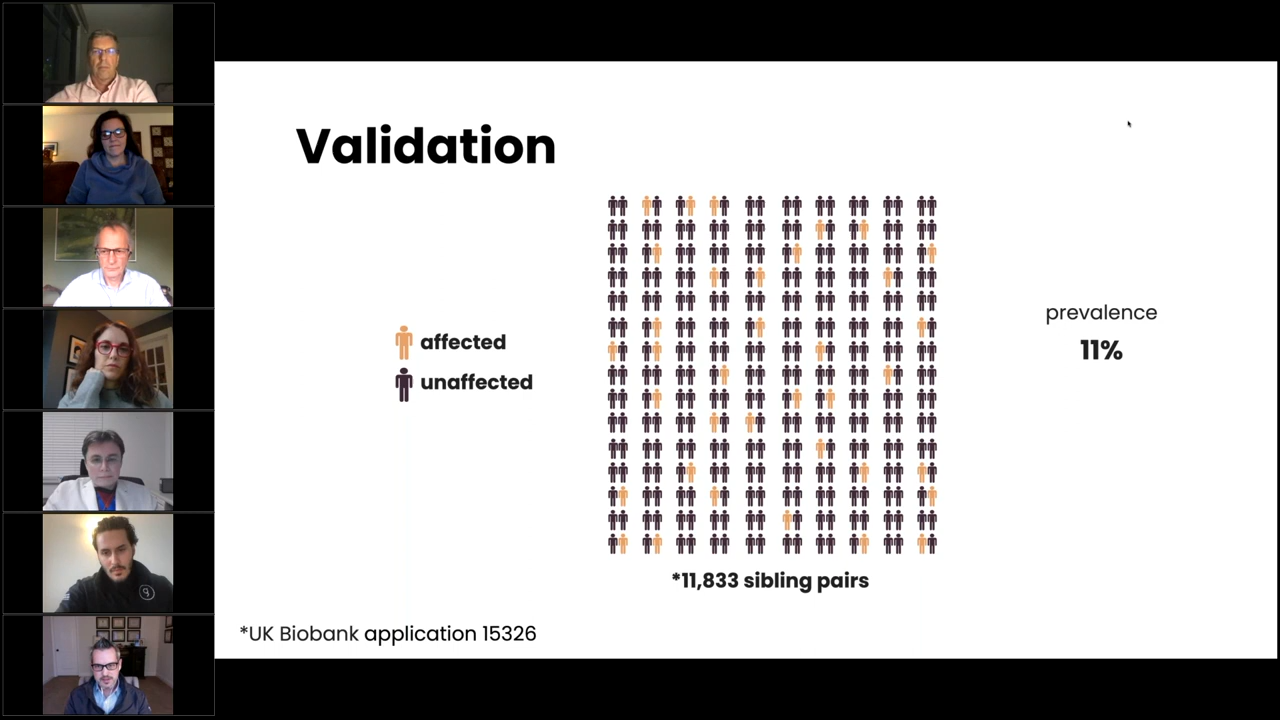 Validation
affected
unaffected
prevalence
11%
*11,833 sibling pairs
*UK Biobank application 15326